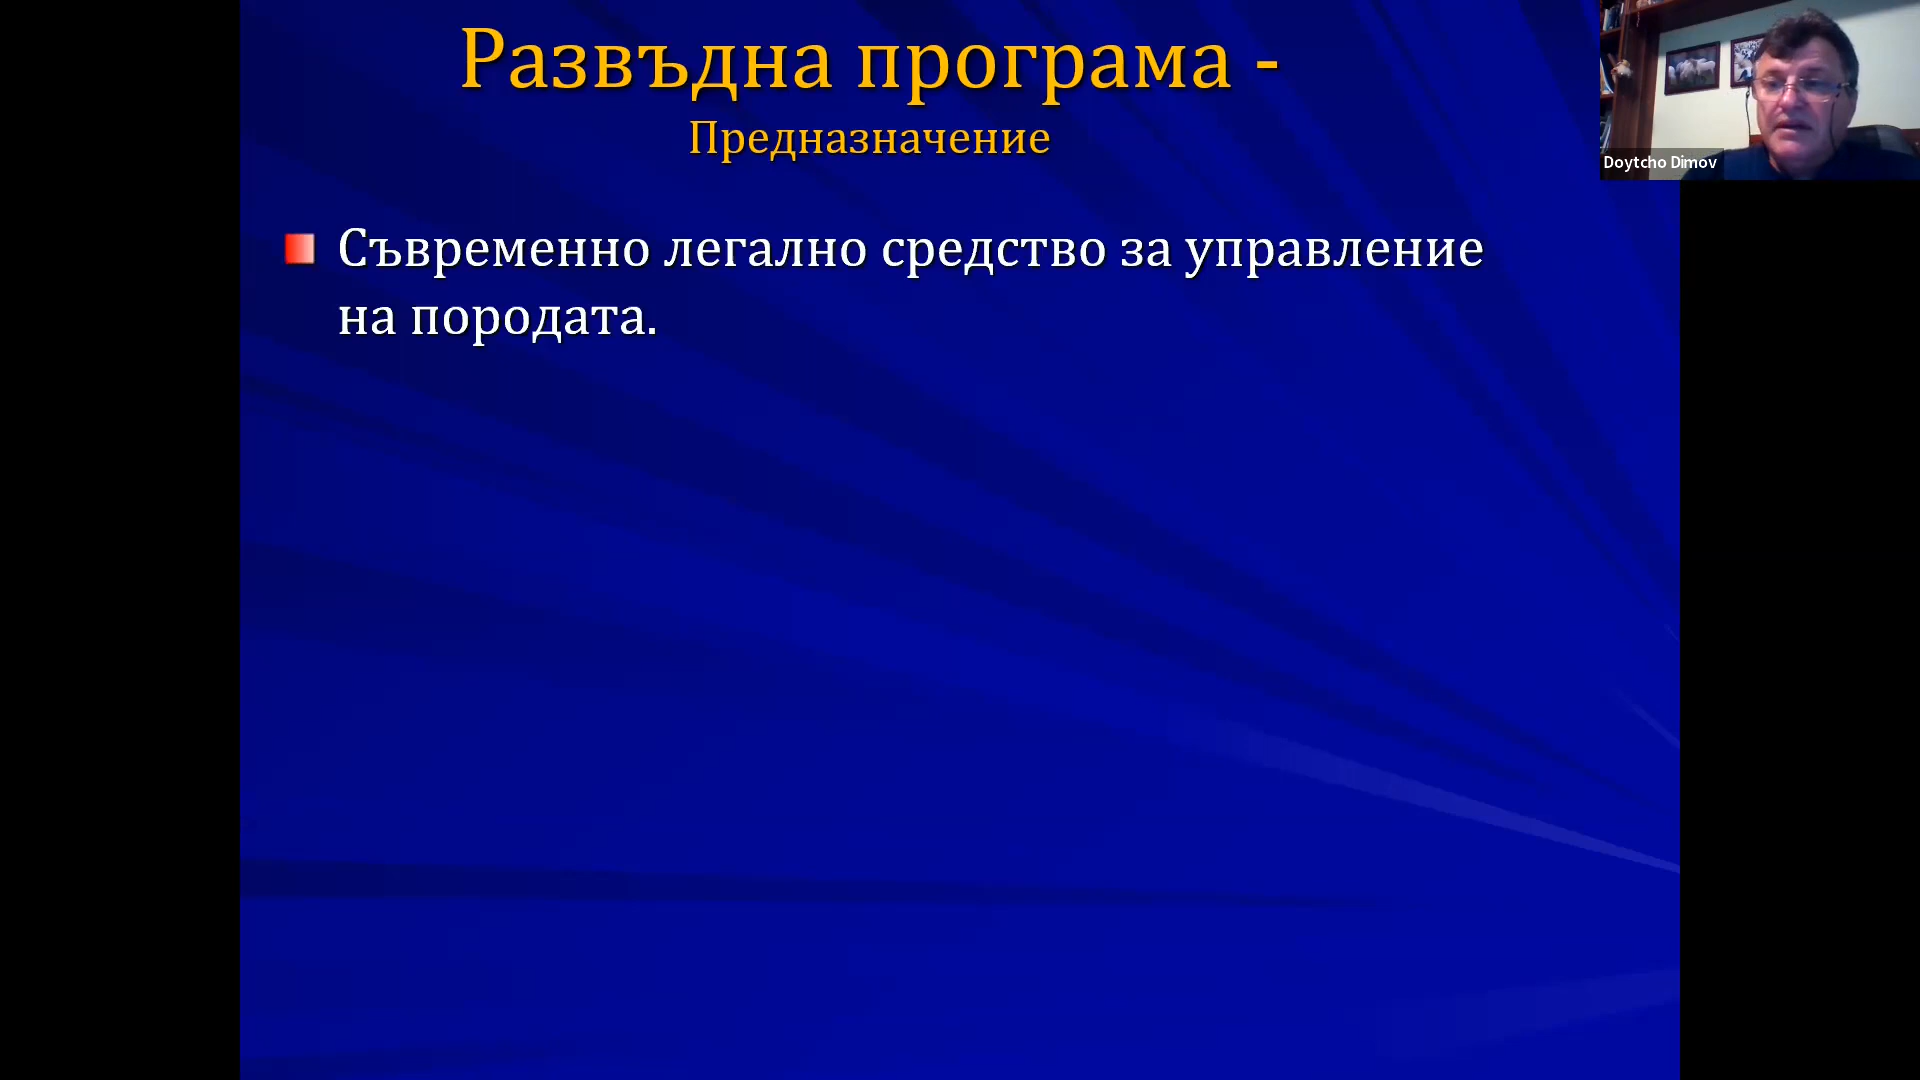 Развъдна програма -
Предназначение
Doytcho Dimov
Съвременно легално средство за управление
на породата.